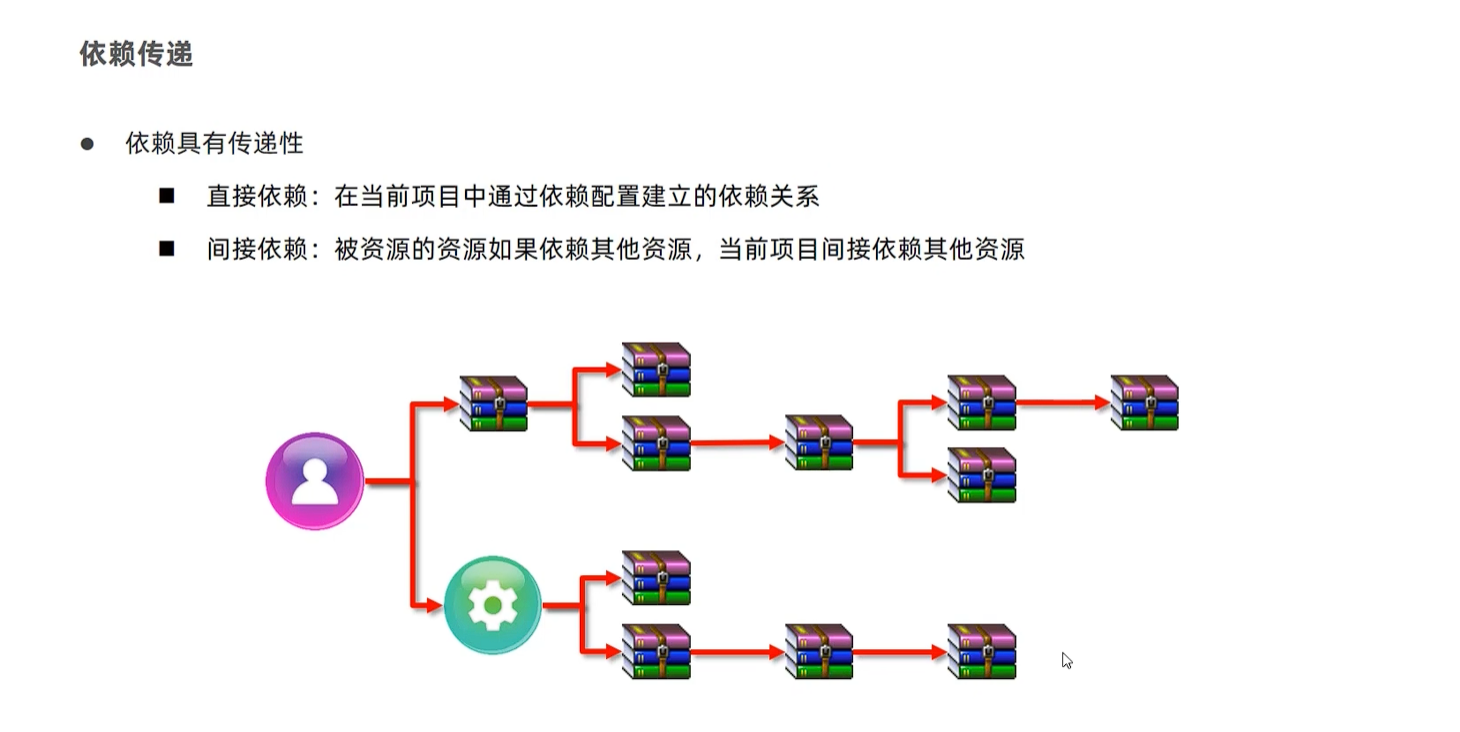 依赖传递
● 依赖具有传递性
■ 直接依赖：在当前项目中通过依赖配置建立的依赖关系
■ 间接依赖：被资源的资源如果依赖其他资源，当前项目间接依赖其他资源